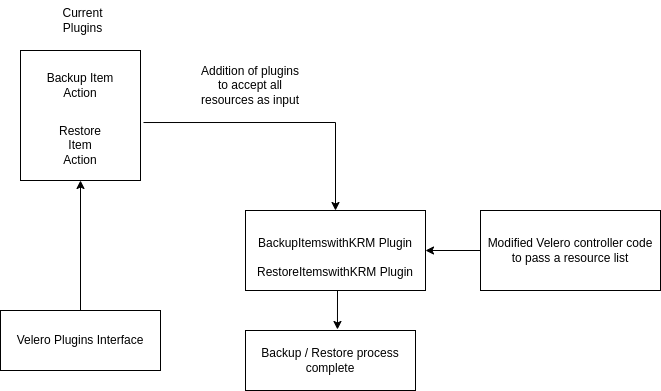 Current
Plugins
Backup Item
Action
Restore
Item
Action
Addition of plugins
to accept all
resources as input
BackupItemswithKRM Plugin
RestoreItemswithKRM Plugin
Modified Velero controller code
to pass a resource list
Velero Plugins Interface
Backup / Restore process
complete